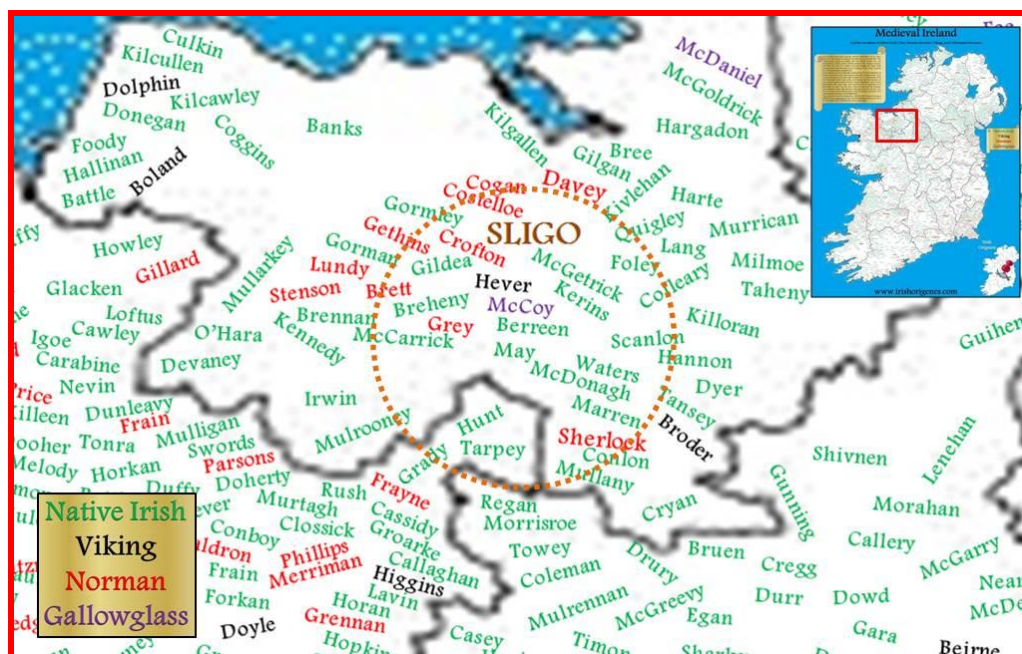 Culkin
Kilcullen
Dolphin
Kilcawley
Donegan
Coggins
Foody
Hallinan
Boland
Battle
Banks
McDaniel
McGoldrick
Hargadon
Kilgallen
Bree
Gilgan
Davey
Cogan
Costelloe
Harte
Gormley
SLIGO
Quigley
Murrican
Gethins
Crofton
Lang
Howley
Gorman
Gildea
McGetrick
Foley
Milmoe
Gillard
Mullarkey
Lundy
Hever
Kerins
Conleary
Taheny
Glacken
Stenson
Brett
McCoy
Loftus
Brennan
Breheny
Grey
Berreen
Killoran
Igoe
Cawley
O'Hara
Kennedy
McCarrick
Scanlon
Guihen
Carabine
Devaney
May
Waters
Hannon
Nevin
McDonagh
Dyer
Price
Irwin
Marren
Tansey
Killeen
Dunleavy
Frain
Hunt
Broder
Tonra
Mulligan
Mulrooney
Sherlock
Swords
Tarpey
Conlon
Shivnen
Lenehan
Melody
Horkan
Parsons
Grady
Mullany
Gunning
Duffy
Doherty
Rush
Frayne
Regan
Cryan
Morahan
Murtagh
Cassidy
Morrisroe
Conboy
Clossick
Groarke
Towey
Drury
Bruen
Callery
McGarry
Phillips
Callaghan
Coleman
Cregg
Frain
Merriman
Higgins
Lavin
Mulrennan
McGreevy
Durr
Dowd
Forkan
Horan
Egan
Gara
Doyle
Grennan
Casey
Beirne
Native Irish
Viking
Norman
Gallowglass
Medieval Ireland
www.irishorigenes.com